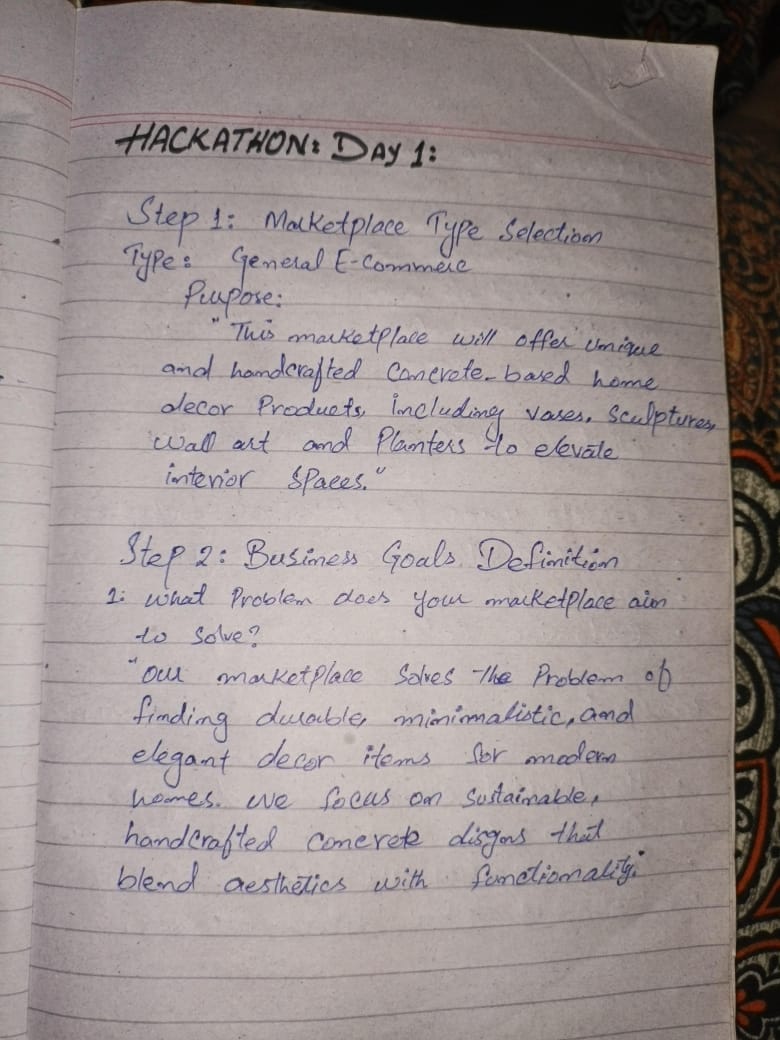 HACKATHON: DAY 1:
Step 1: Marketplace Type Selection
Type: General E-Commerc
Purpose:
"This marketplace will offer unique
and handcrafted Concrete-based home
decor Products, including vases, Sculptures,
wall art and Planters to elevate
interior Spaces."
Step 2: Business Goals Definition
1: what Problem does your marketplace aim
to Solve?
"Our marketplace Solves the Problem of
finding durable, minimalistic, and
elegant decor items for modern
homes. we focus on Sustainable,
handcrafted concrete disgns that
blend aesthetics with functionality.